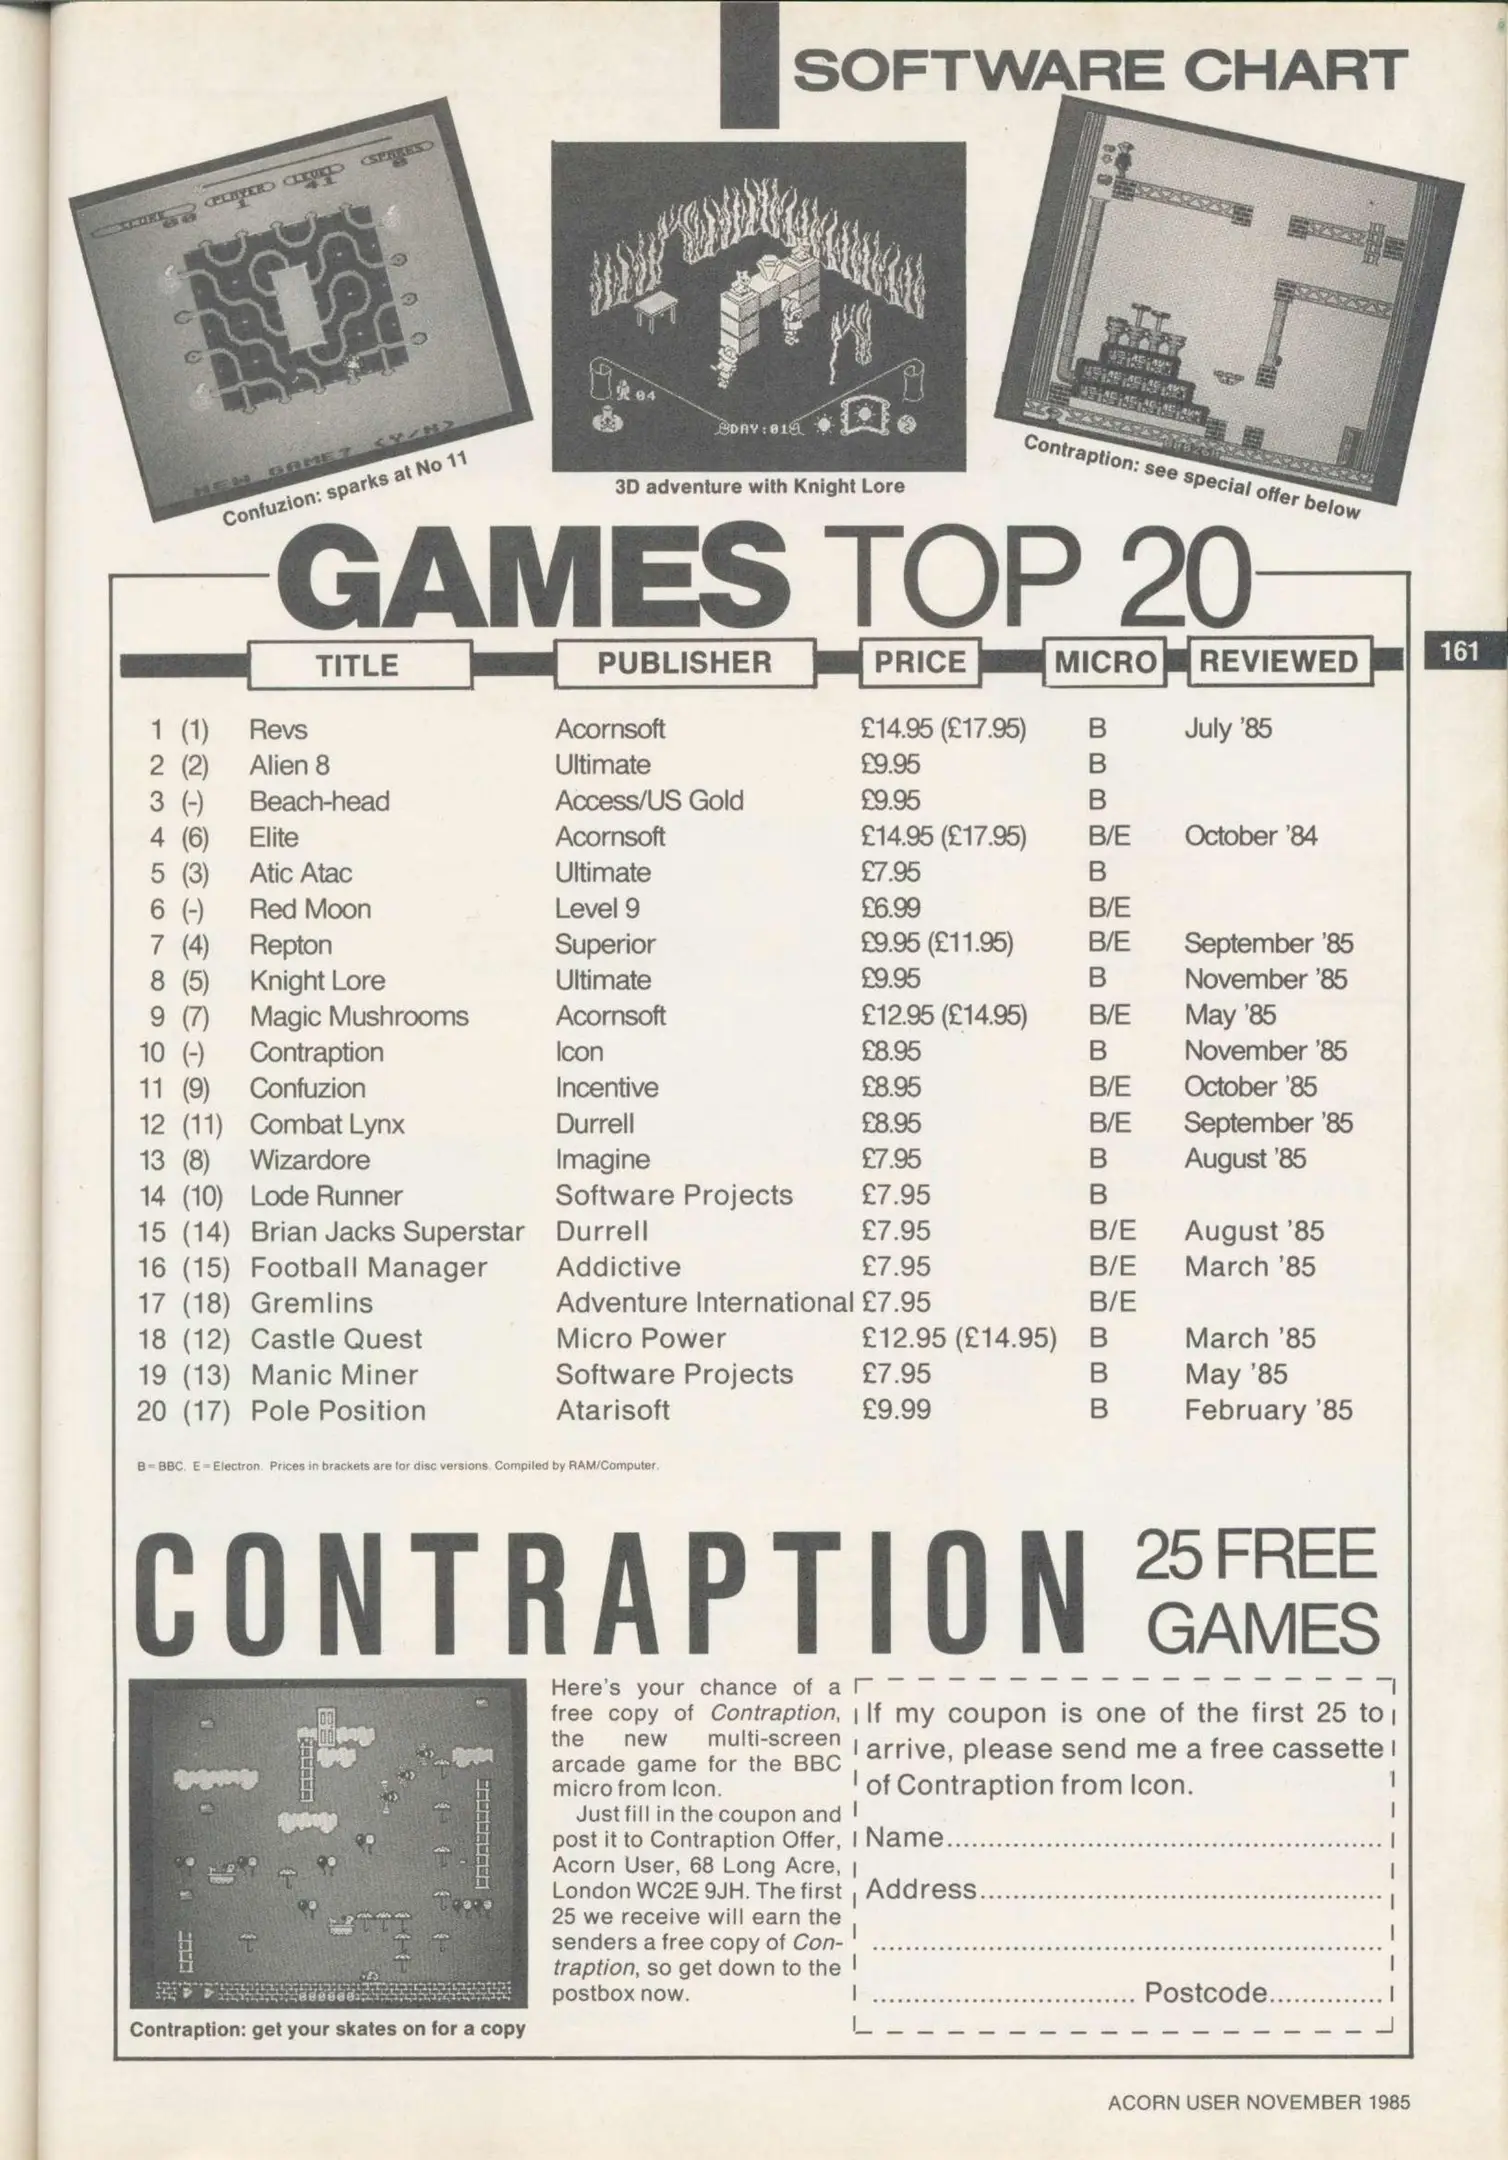 SOFTWARE CHART
SCORE 00 PLAYER 1 LEVEL 41 SPARKS 6
NEW GAME? (Y/N)
Confuzion: sparks at No 11
04
DAY:01
3D adventure with Knight Lore
Contraption: see special offer below
GAMES TOP 20
161
TITLE PUBLISHER PRICE MICRO REVIEWED
1 (1) Revs Acornsoft £14.95 (£17.95) B July '85
2 (2) Alien 8 Ultimate £9.95 B
3 (-) Beach-head Access/US Gold £9.95 B
4 (6) Elite Acornsoft £14.95 (£17.95) B/E October '84
5 (3) Atic Atac Ultimate £7.95 B
6 (-) Red Moon Level 9 £6.99 B/E
7 (4) Repton Superior £9.95 (£11.95) B/E September '85
8 (5) Knight Lore Ultimate £9.95 B November '85
9 (7) Magic Mushrooms Acornsoft £12.95 (£14.95) B/E May '85
10 (-) Contraption Icon £8.95 B November '85
11 (9) Confuzion Incentive £8.95 B/E October '85
12 (11) Combat Lynx Durrell £8.95 B/E September '85
13 (8) Wizardore Imagine £7.95 B August '85
14 (10) Lode Runner Software Projects £7.95 B
15 (14) Brian Jacks Superstar Durrell £7.95 B/E August '85
16 (15) Football Manager Addictive £7.95 B/E March '85
17 (18) Gremlins Adventure International £7.95 B/E
18 (12) Castle Quest Micro Power £12.95 (£14.95) B March '85
19 (13) Manic Miner Software Projects £7.95 B May '85
20 (17) Pole Position Atarisoft £9.99 B February '85
B = BBC. E = Electron. Prices in brackets are for disc versions. Compiled by RAM/Computer.
CONTRAPTION
25 FREE
GAMES
000000
Contraption: get your skates on for a copy
Here's your chance of a
free copy of Contraption,
the new multi-screen
arcade game for the BBC
micro from Icon.
Just fill in the coupon and
post it to Contraption Offer,
Acorn User, 68 Long Acre,
London WC2E 9JH. The first
25 we receive will earn the
senders a free copy of Con-
traption, so get down to the
postbox now.
If my coupon is one of the first 25 to
arrive, please send me a free cassette
of Contraption from Icon.
Name
Address
Postcode
ACORN USER NOVEMBER 1985